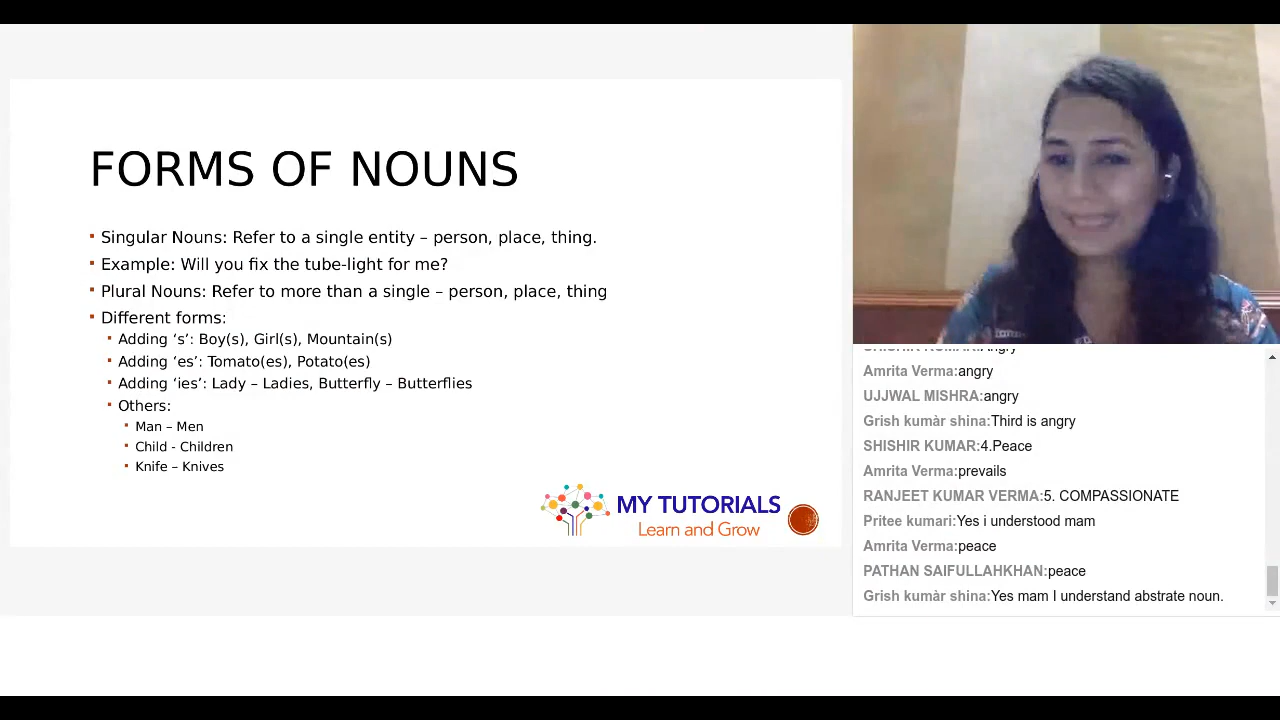 FORMS OF NOUNS
▪ Singular Nouns: Refer to a single entity – person, place, thing.
▪ Example: Will you fix the tube-light for me?
▪ Plural Nouns: Refer to more than a single – person, place, thing
▪ Different forms:
▪ Adding ‘s’: Boy(s), Girl(s), Mountain(s)
▪ Adding ‘es’: Tomato(es), Potato(es)
▪ Adding ‘ies’: Lady – Ladies, Butterfly – Butterflies
▪ Others:
▪ Man – Men
▪ Child - Children
▪ Knife – Knives
MY TUTORIALS
Learn and Grow
SHISHIR KUMAR:Angry
Amrita Verma:angry
UJJWAL MISHRA:angry
Grish kumàr shina:Third is angry
SHISHIR KUMAR:4.Peace
Amrita Verma:prevails
RANJEET KUMAR VERMA:5. COMPASSIONATE
Pritee kumari:Yes i understood mam
Amrita Verma:peace
PATHAN SAIFULLAHKHAN:peace
Grish kumàr shina:Yes mam I understand abstrate noun.